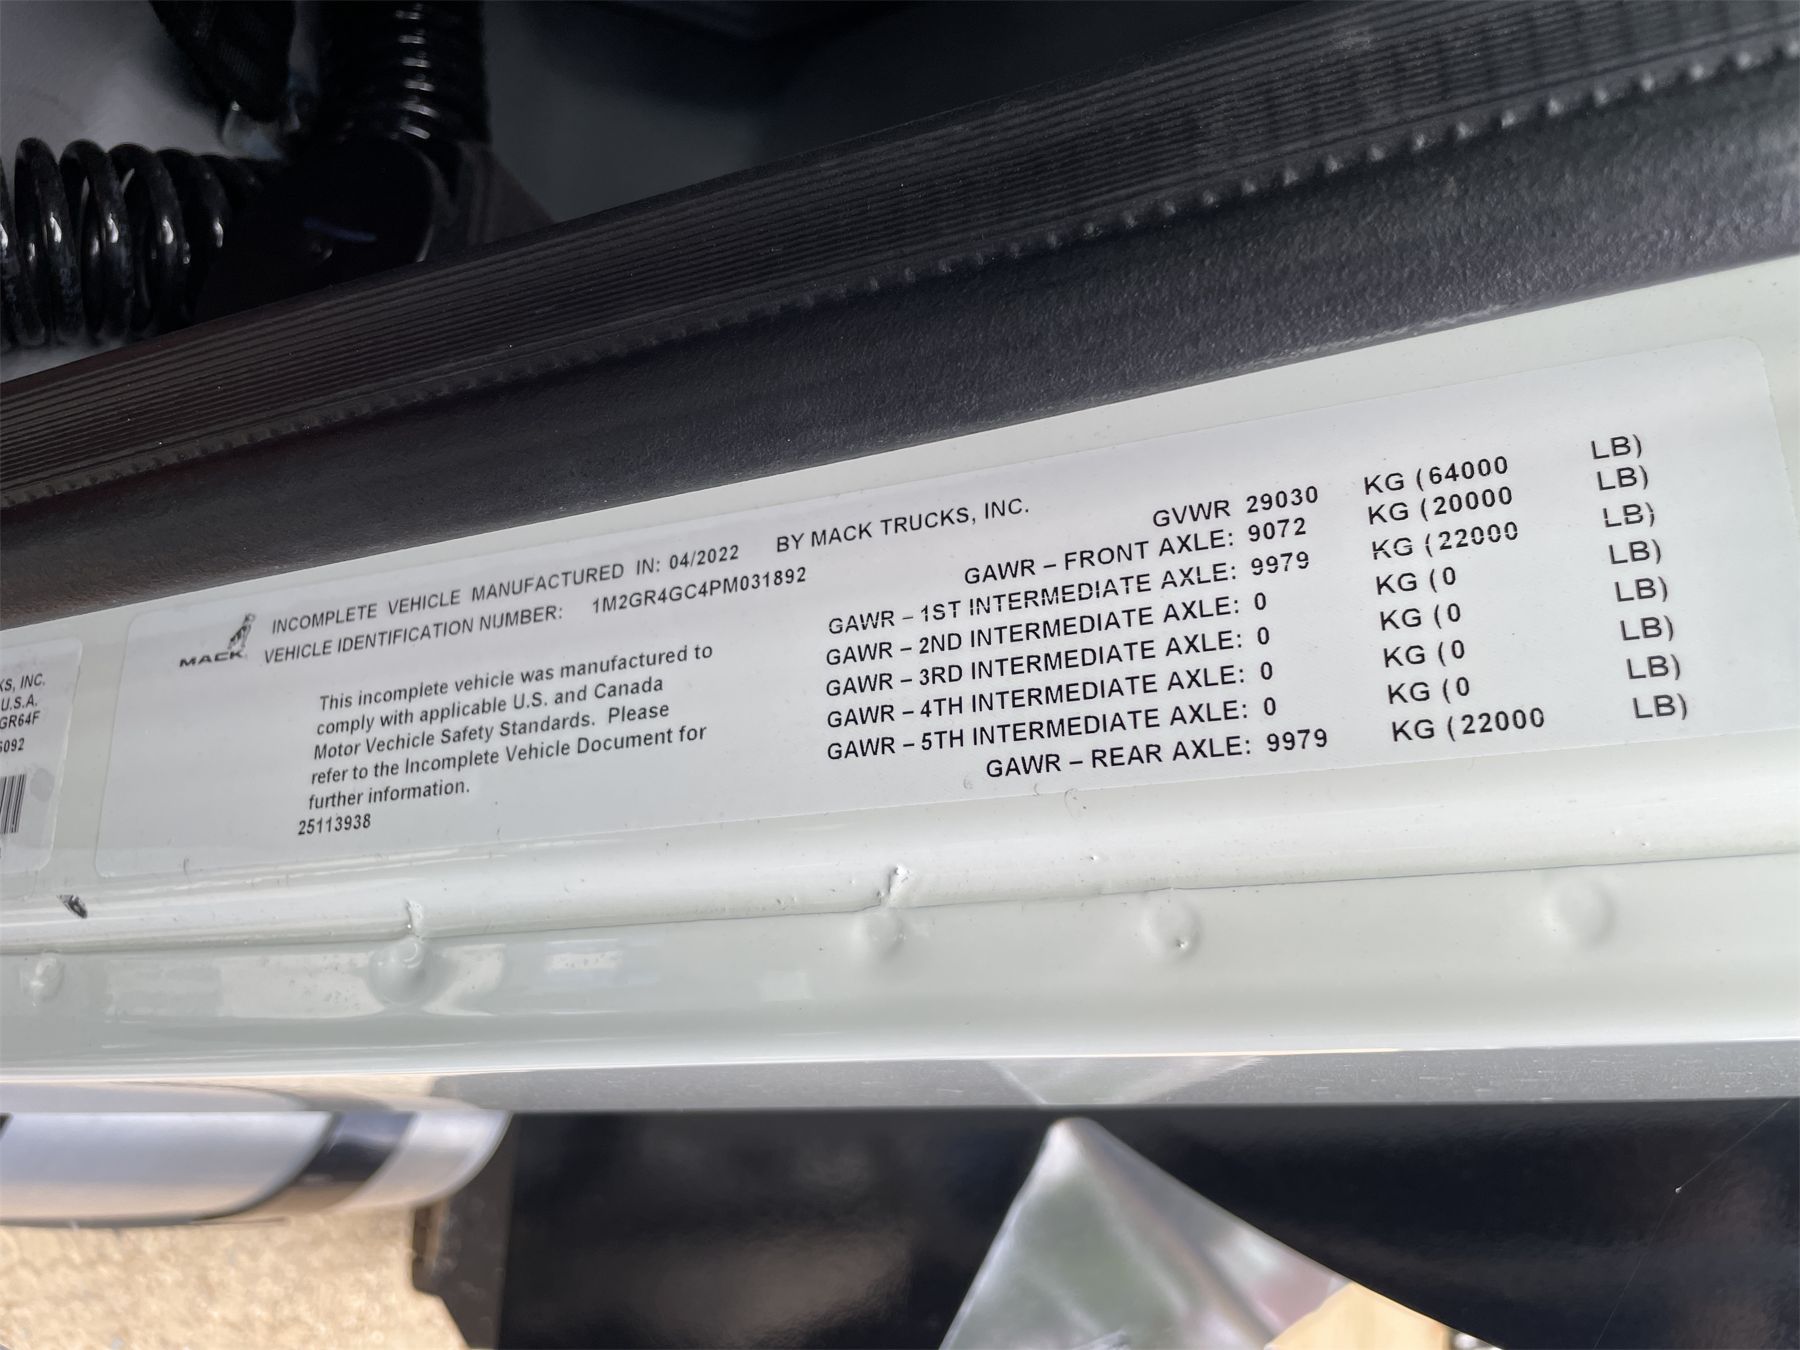 MACK
INCOMPLETE VEHICLE MANUFACTURED IN: 04/2022 BY MACK TRUCKS, INC.
VEHICLE IDENTIFICATION NUMBER: 1M2GR4GC4PM031892
This incomplete vehicle was manufactured to
comply with applicable U.S. and Canada
Motor Vechicle Safety Standards. Please
refer to the Incomplete Vehicle Document for
further information.
25113938
GVWR 29030 KG (64000 LB)
GAWR – FRONT AXLE: 9072 KG (20000 LB)
GAWR – 1ST INTERMEDIATE AXLE: 9979 KG (22000 LB)
GAWR – 2ND INTERMEDIATE AXLE: 0 KG (0 LB)
GAWR – 3RD INTERMEDIATE AXLE: 0 KG (0 LB)
GAWR – 4TH INTERMEDIATE AXLE: 0 KG (0 LB)
GAWR – 5TH INTERMEDIATE AXLE: 0 KG (0 LB)
GAWR – REAR AXLE: 9979 KG (22000 LB)
KS, INC.
U.S.A.
GR64F
6092